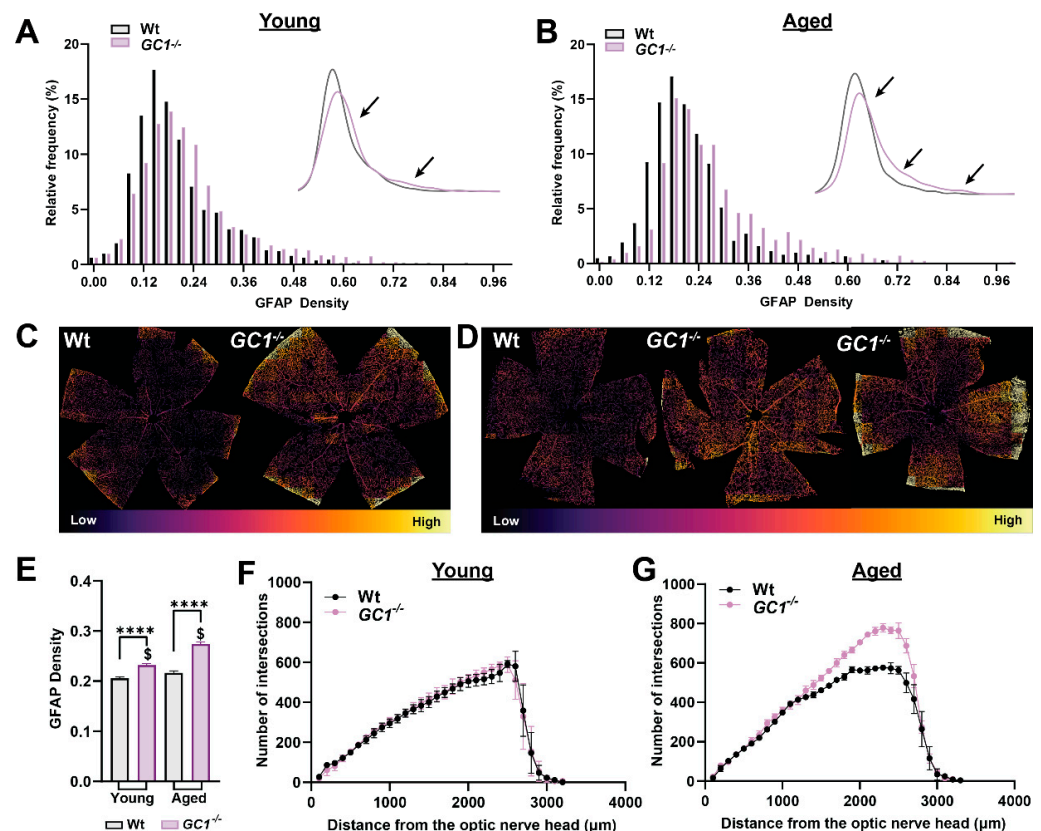 A
Young
Wt
GC1-/-
Relative frequency (%)
20
15
10
5
0
0.00 0.12 0.24 0.36 0.48 0.60 0.72 0.84 0.96
GFAP Density
B
Aged
Wt
GC1-/-
Relative frequency (%)
20
15
10
5
0
0.00 0.12 0.24 0.36 0.48 0.60 0.72 0.84 0.96
GFAP Density
C
Wt
GC1-/-
Low
High
D
Wt
GC1-/-
GC1-/-
Low
High
E
GFAP Density
0.4
0.3
0.2
0.1
0.0
****
$
****
$
Young
Aged
Wt
GC1-/-
F
Young
Wt
GC1-/-
Number of intersections
1000
800
600
400
200
0
0 1000 2000 3000 4000
Distance from the optic nerve head (µm)
G
Aged
Wt
GC1-/-
Number of intersections
1000
800
600
400
200
0
0 1000 2000 3000 4000
Distance from the optic nerve head (µm)